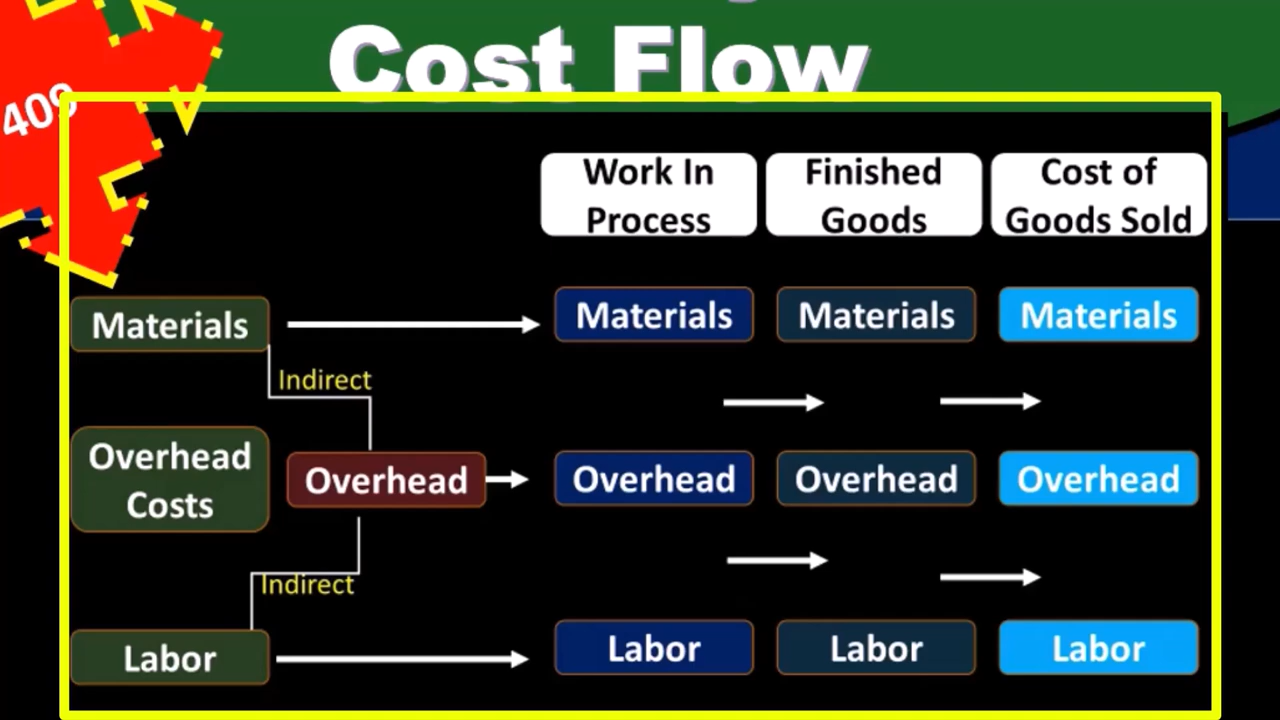 Cost Flow
409
Work In
Process
Finished
Goods
Cost of
Goods Sold
Materials
Materials
Materials
Materials
Indirect
Overhead
Costs
Overhead
Overhead
Overhead
Overhead
Indirect
Labor
Labor
Labor
Labor